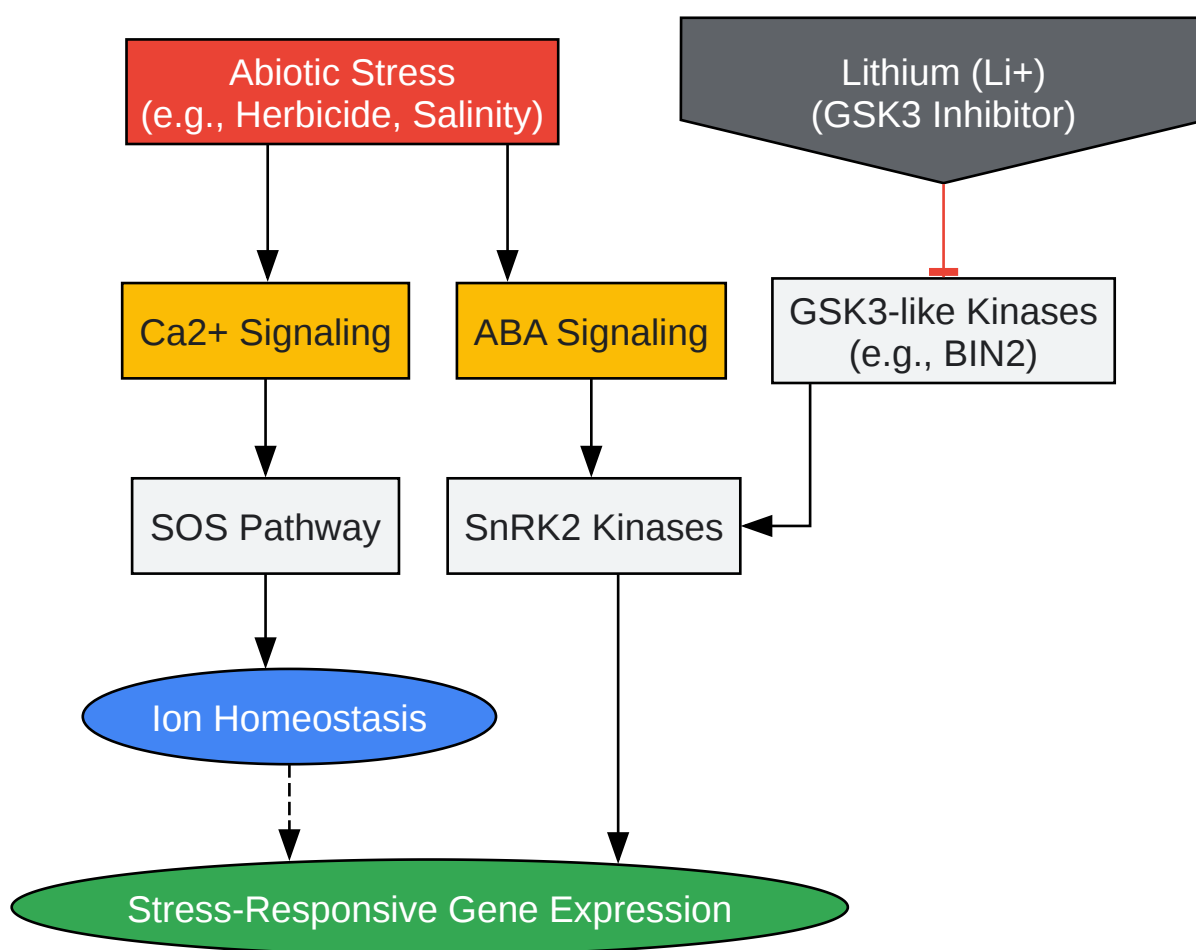 Abiotic Stress
(e.g., Herbicide, Salinity)
Lithium (Li+)
(GSK3 Inhibitor)
Ca2+ Signaling
ABA Signaling
GSK3-like Kinases
(e.g., BIN2)
SOS Pathway
SnRK2 Kinases
Ion Homeostasis
Stress-Responsive Gene Expression